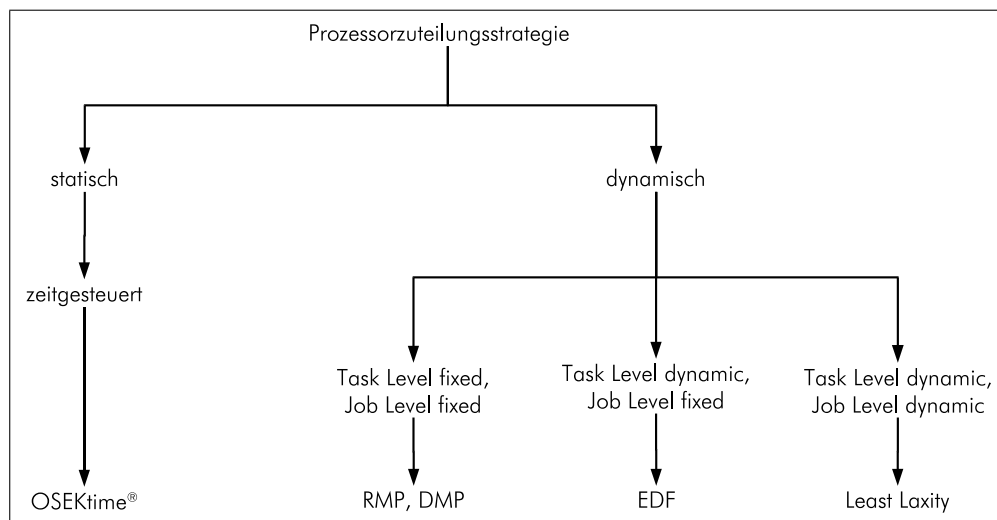 Prozessorzuteilungsstrategie
statisch
dynamisch
zeitgesteuert
Task Level fixed,
Job Level fixed
Task Level dynamic,
Job Level fixed
Task Level dynamic,
Job Level dynamic
OSEKtime®
RMP, DMP
EDF
Least Laxity